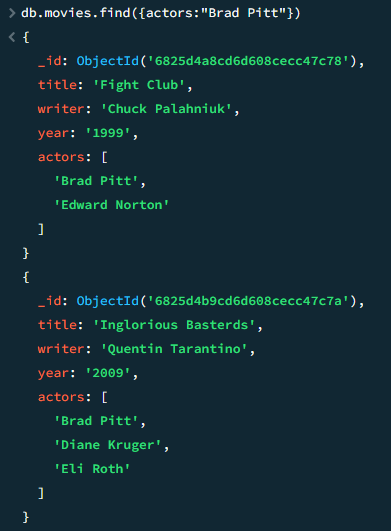 > db.movies.find({actors:"Brad Pitt"})
< {
_id: ObjectId('6825d4a8cd6d608cecc47c78'),
title: 'Fight Club',
writer: 'Chuck Palahniuk',
year: '1999',
actors: [
'Brad Pitt',
'Edward Norton'
]
}
{
_id: ObjectId('6825d4b9cd6d608cecc47c7a'),
title: 'Inglorious Basterds',
writer: 'Quentin Tarantino',
year: '2009',
actors: [
'Brad Pitt',
'Diane Kruger',
'Eli Roth'
]
}